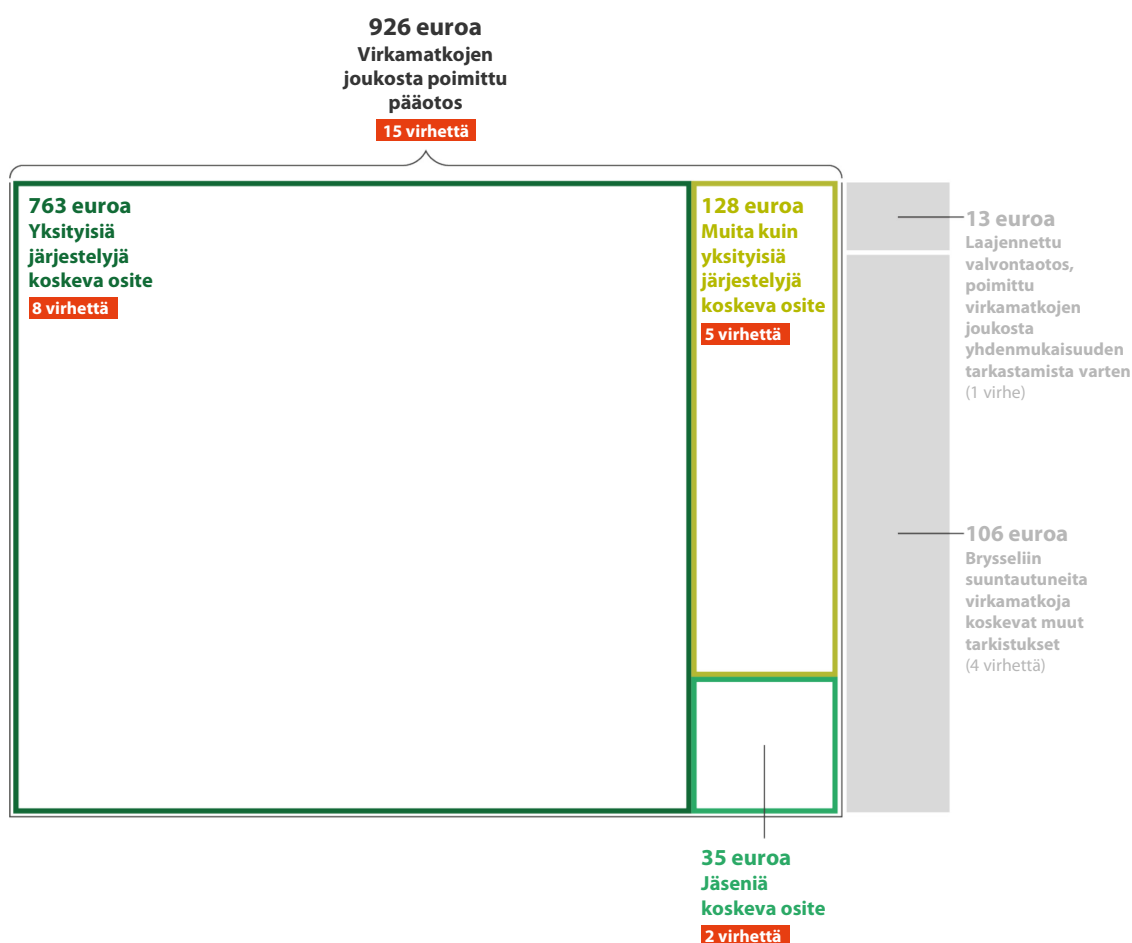 926 euroa
Virkamatkojen
joukosta poimittu
pääotos
15 virhettä
763 euroa
Yksityisiä
järjestelyjä
koskeva osite
8 virhettä
128 euroa
Muita kuin
yksityisiä
järjestelyjä
koskeva osite
5 virhettä
13 euroa
Laajennettu
valvontaotos,
poimittu
virkamatkojen
joukosta
yhdenmukaisuuden
tarkastamista varten
(1 virhe)
106 euroa
Brysseliin
suuntautuneita
virkamatkoja
koskevat muut
tarkistukset
(4 virhettä)
35 euroa
Jäseniä
koskeva osite
2 virhettä